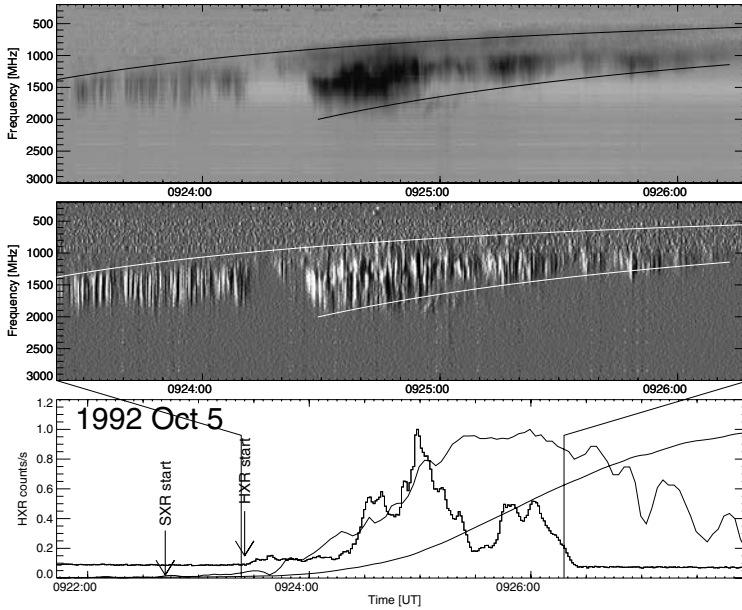 500
1000
1500
2000
2500
3000
Frequency [MHz]
0924:00 0925:00 0926:00
500
1000
1500
2000
2500
3000
Frequency [MHz]
0924:00 0925:00 0926:00
1992 Oct 5
1.2
1.0
0.8
0.6
0.4
0.2
0.0
HXR counts/s
SXR start
HXR start
0922:00 0924:00 0926:00
Time [UT]